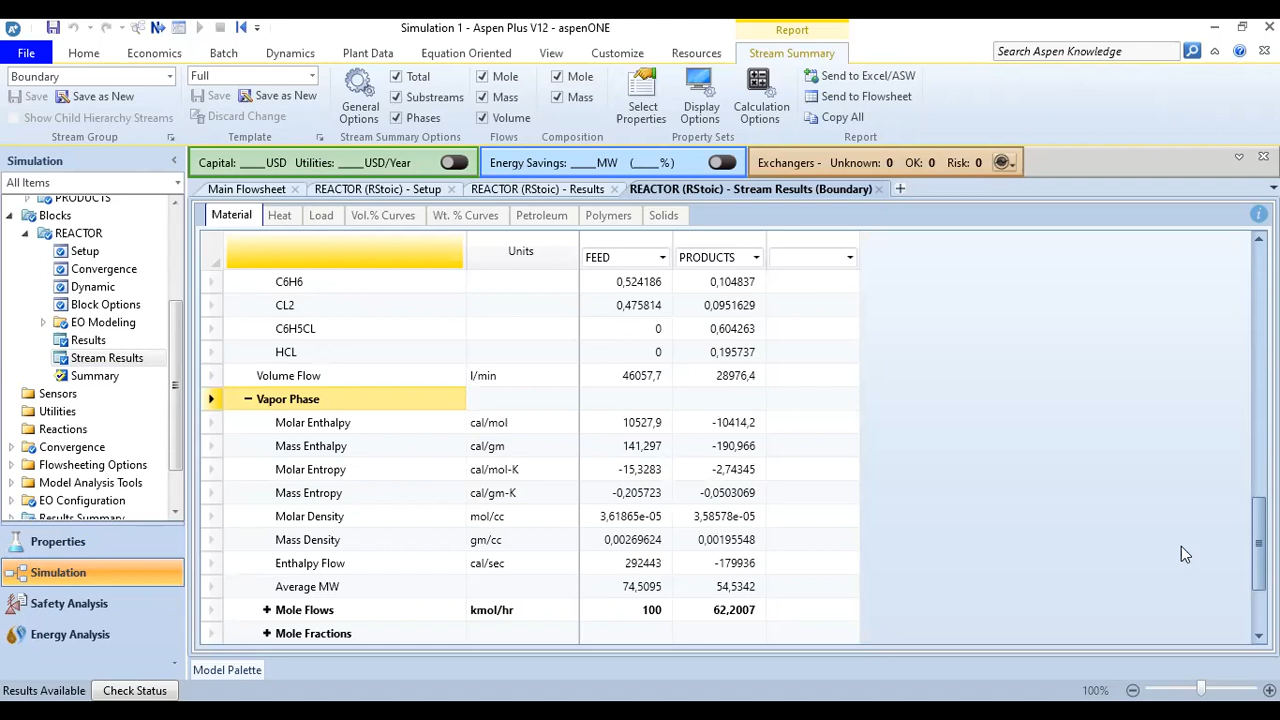 Simulation 1 - Aspen Plus V12 - aspenONE
Report
File Home Economics Batch Dynamics Plant Data Equation Oriented View Customize Resources Stream Summary Search Aspen Knowledge
Boundary Full Total Mole Mole Send to Excel/ASW
Save Save as New Save Save as New General Options Substreams Mass Mass Select Properties Display Options Calculation Options Send to Flowsheet
Show Child Hierarchy Streams Discard Change Phases Volume Copy All
Stream Group Template Stream Summary Options Flows Composition Property Sets Report
Simulation Capital: ____USD Utilities: ____USD/Year Energy Savings: ____MW (____%) Exchangers - Unknown: 0 OK: 0 Risk: 0
All Items Main Flowsheet REACTOR (RStoic) - Setup REACTOR (RStoic) - Results REACTOR (RStoic) - Stream Results (Boundary)
PRODUCTS
Blocks
REACTOR
Setup
Convergence
Dynamic
Block Options
EO Modeling
Results
Stream Results
Summary
Sensors
Utilities
Reactions
Convergence
Flowsheeting Options
Model Analysis Tools
EO Configuration
Results Summary
Properties
Simulation
Safety Analysis
Energy Analysis
Material Heat Load Vol.% Curves Wt. % Curves Petroleum Polymers Solids
Units FEED PRODUCTS
C6H6 0,524186 0,104837
CL2 0,475814 0,0951629
C6H5CL 0 0,604263
HCL 0 0,195737
Volume Flow l/min 46057,7 28976,4
Vapor Phase
Molar Enthalpy cal/mol 10527,9 -10414,2
Mass Enthalpy cal/gm 141,297 -190,966
Molar Entropy cal/mol-K -15,3283 -2,74345
Mass Entropy cal/gm-K -0,205723 -0,0503069
Molar Density mol/cc 3,61865e-05 3,58578e-05
Mass Density gm/cc 0,00269624 0,00195548
Enthalpy Flow cal/sec 292443 -179936
Average MW 74,5095 54,5342
Mole Flows kmol/hr 100 62,2007
Mole Fractions
Model Palette
Results Available Check Status 100%